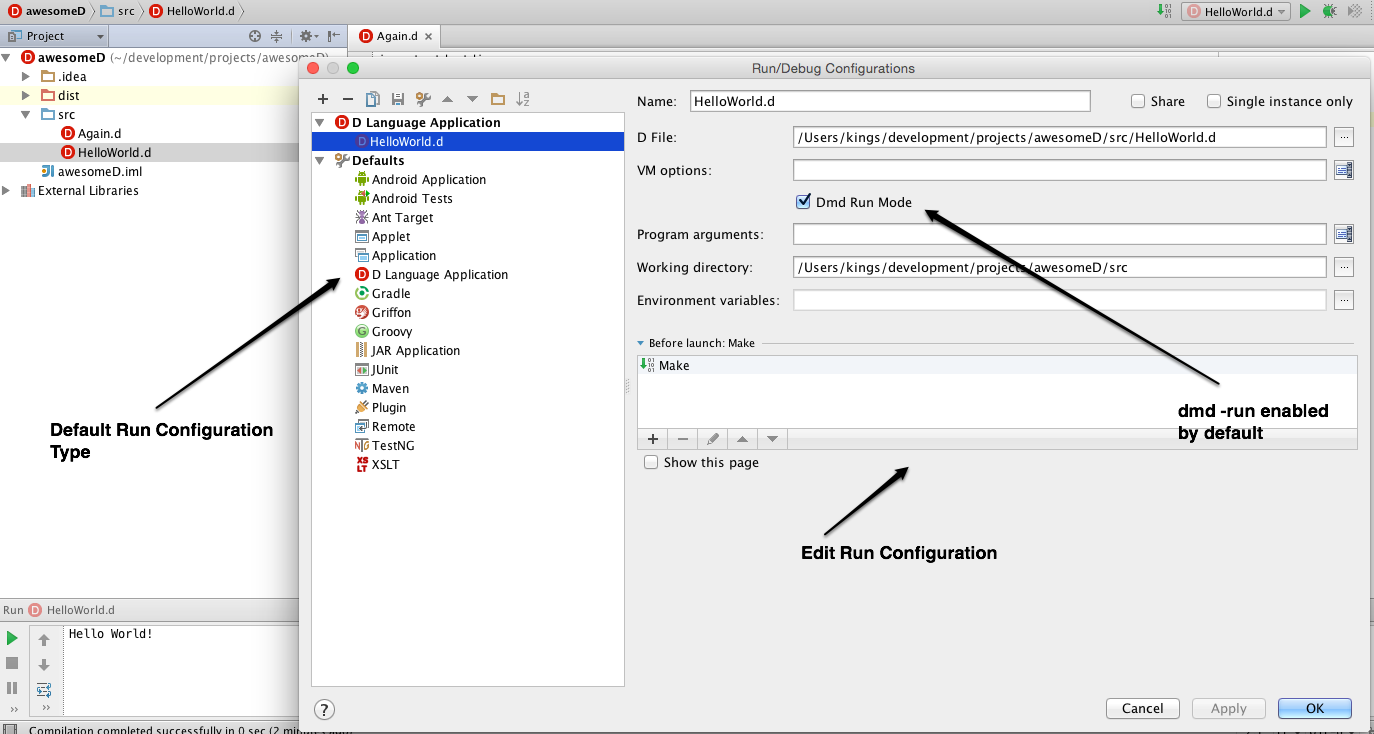 awesomeD src HelloWorld.d
HelloWorld.d
Project
Again.d
awesomeD (~/development/projects/awesomeD)
.idea
dist
src
Again.d
HelloWorld.d
awesomeD.iml
External Libraries
Run/Debug Configurations
D Language Application
HelloWorld.d
Defaults
Android Application
Android Tests
Ant Target
Applet
Application
D Language Application
Gradle
Griffon
Groovy
JAR Application
JUnit
Maven
Plugin
Remote
TestNG
XSLT
Name: HelloWorld.d
Share
Single instance only
D File: /Users/kings/development/projects/awesomeD/src/HelloWorld.d
VM options:
Dmd Run Mode
Program arguments:
Working directory: /Users/kings/development/projects/awesomeD/src
Environment variables:
Before launch: Make
Make
Show this page
Default Run Configuration
Type
dmd -run enabled
by default
Edit Run Configuration
Run HelloWorld.d
Hello World!
Cancel
Apply
OK
Compilation completed successfully in 0 sec (2 minutes ago)